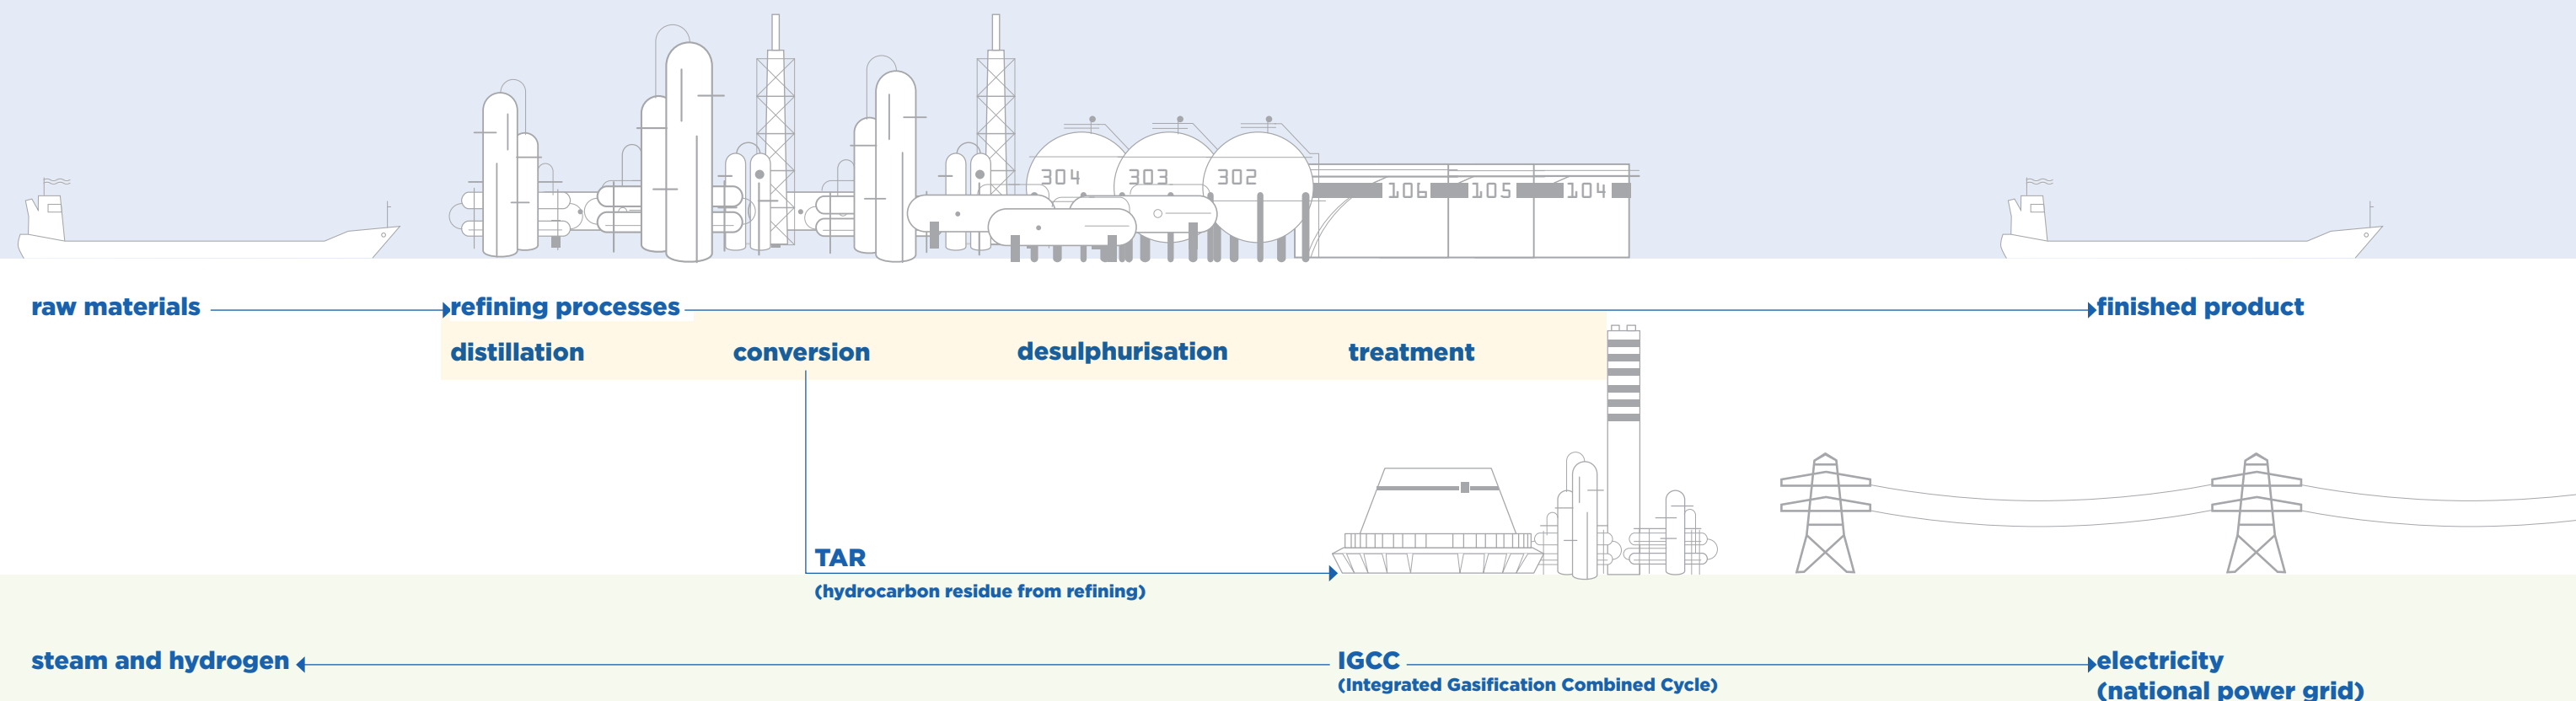 304
303
302
106
105
104
raw materials
refining processes
finished product
distillation
conversion
desulphurisation
treatment
TAR
(hydrocarbon residue from refining)
steam and hydrogen
IGCC
(Integrated Gasification Combined Cycle)
electricity
(national power grid)